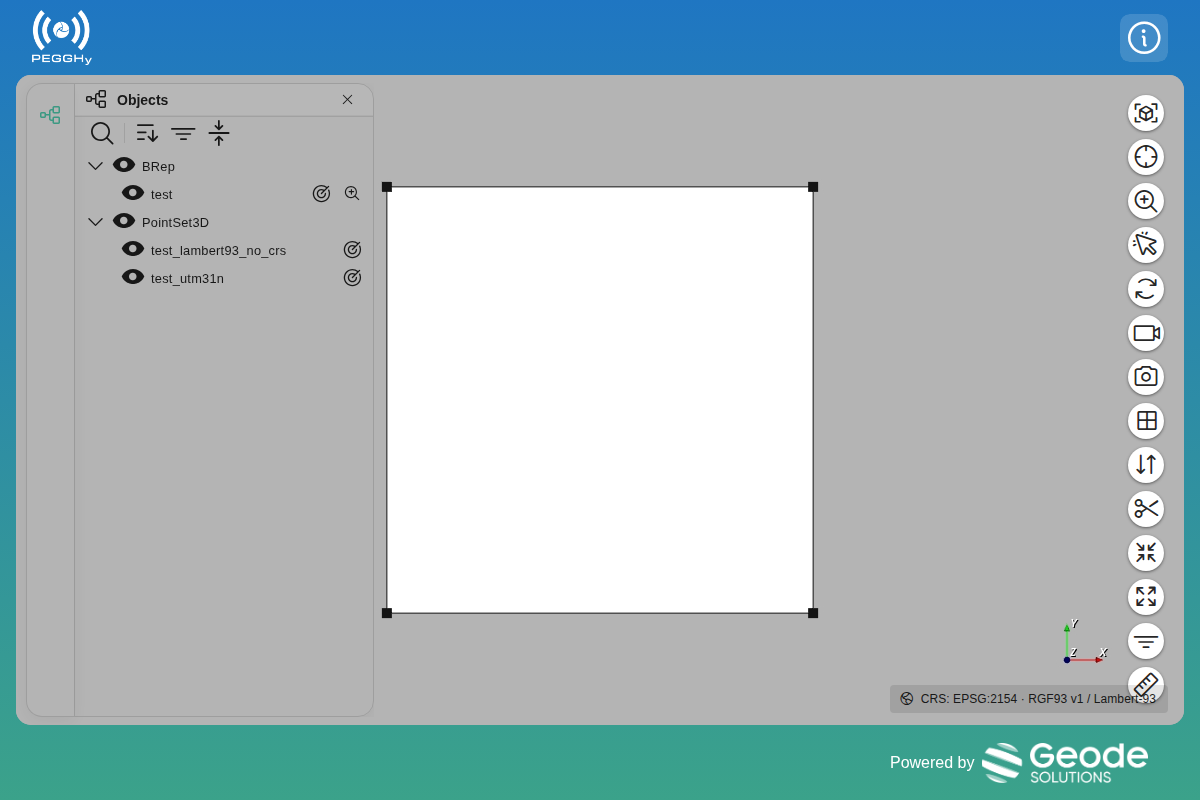 PEGGHy
Objects
BRep
test
PointSet3D
test_lambert93_no_crs
test_utm31n
Y
Z X
CRS: EPSG:2154 · RGF93 v1 / Lambert-93
Powered by Geode
SOLUTIONS